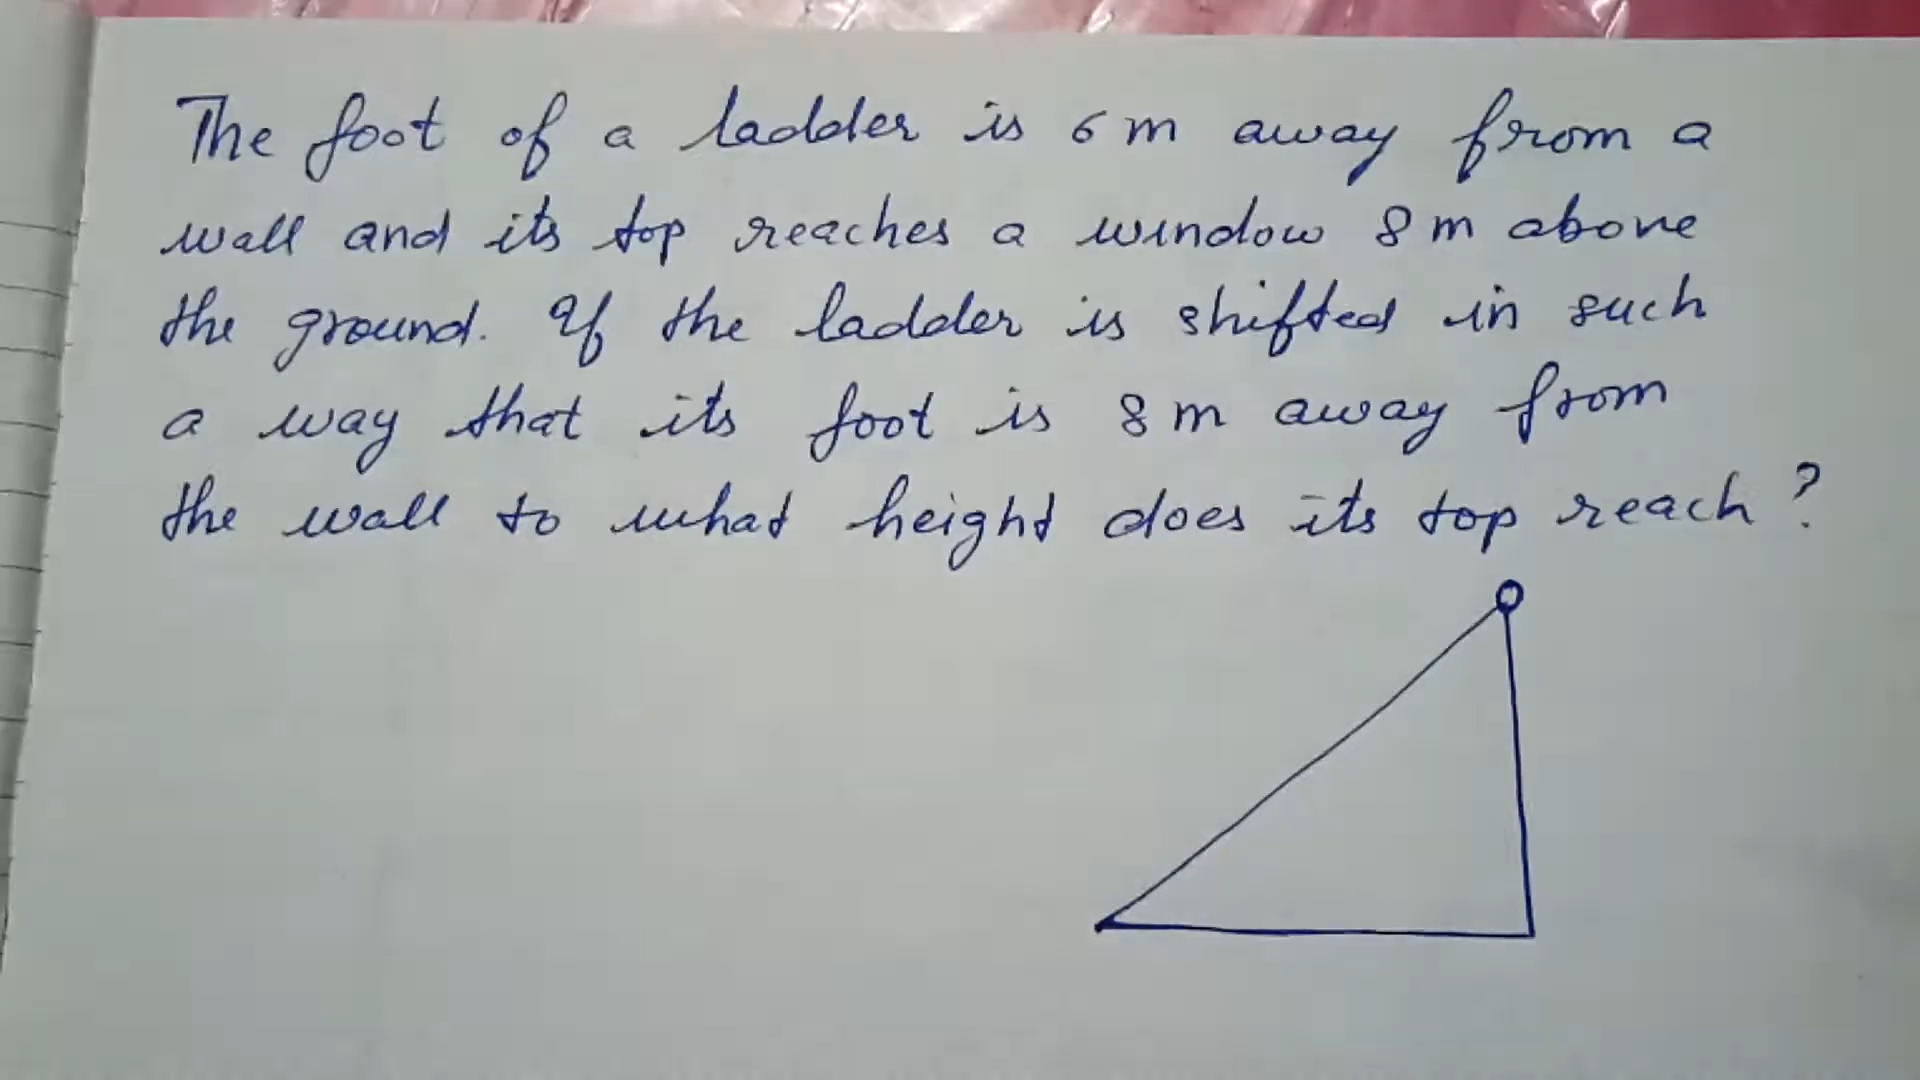 The foot of a ladder is 6 m away from a
wall and its top reaches a window 8 m above
the ground. If the ladder is shifted in such
a way that its foot is 8 m away from
the wall to what height does its top reach ?